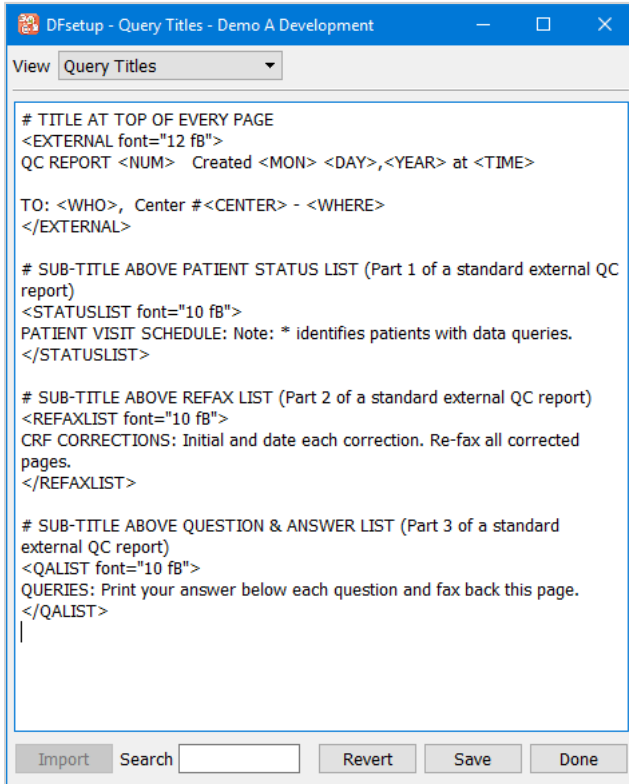 DFsetup - Query Titles - Demo A Development
View Query Titles
# TITLE AT TOP OF EVERY PAGE
<EXTERNAL font="12 fB">
QC REPORT <NUM>   Created <MON> <DAY>,<YEAR> at <TIME>
TO: <WHO>,  Center #<CENTER> - <WHERE>
</EXTERNAL>
# SUB-TITLE ABOVE PATIENT STATUS LIST (Part 1 of a standard external QC
report)
<STATUSLIST font="10 fB">
PATIENT VISIT SCHEDULE: Note: * identifies patients with data queries.
</STATUSLIST>
# SUB-TITLE ABOVE REFAX LIST (Part 2 of a standard external QC report)
<REFAXLIST font="10 fB">
CRF CORRECTIONS: Initial and date each correction. Re-fax all corrected
pages.
</REFAXLIST>
# SUB-TITLE ABOVE QUESTION & ANSWER LIST (Part 3 of a standard
external QC report)
<QALIST font="10 fB">
QUERIES: Print your answer below each question and fax back this page.
</QALIST>
Import Search Revert Save Done